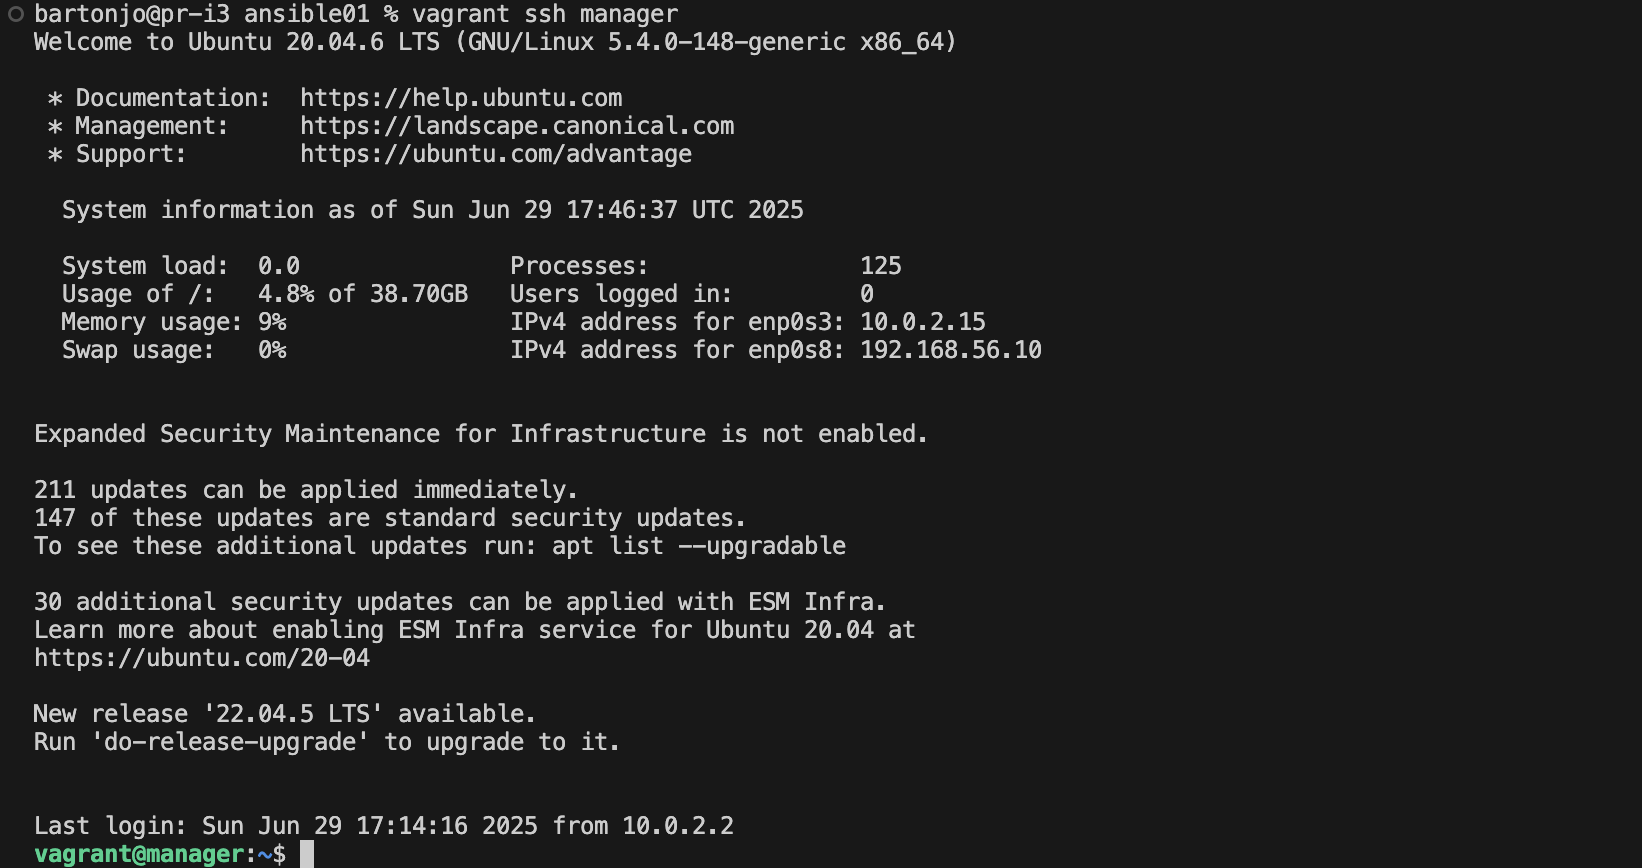 bartonjo@pr-i3 ansible01 % vagrant ssh manager
Welcome to Ubuntu 20.04.6 LTS (GNU/Linux 5.4.0-148-generic x86_64)

 * Documentation:  https://help.ubuntu.com
 * Management:     https://landscape.canonical.com
 * Support:        https://ubuntu.com/advantage

  System information as of Sun Jun 29 17:46:37 UTC 2025

  System load:  0.0               Processes:               125
  Usage of /:   4.8% of 38.70GB   Users logged in:         0
  Memory usage: 9%                IPv4 address for enp0s3: 10.0.2.15
  Swap usage:   0%                IPv4 address for enp0s8: 192.168.56.10


Expanded Security Maintenance for Infrastructure is not enabled.

211 updates can be applied immediately.
147 of these updates are standard security updates.
To see these additional updates run: apt list --upgradable

30 additional security updates can be applied with ESM Infra.
Learn more about enabling ESM Infra service for Ubuntu 20.04 at
https://ubuntu.com/20-04

New release '22.04.5 LTS' available.
Run 'do-release-upgrade' to upgrade to it.


Last login: Sun Jun 29 17:14:16 2025 from 10.0.2.2
vagrant@manager:~$